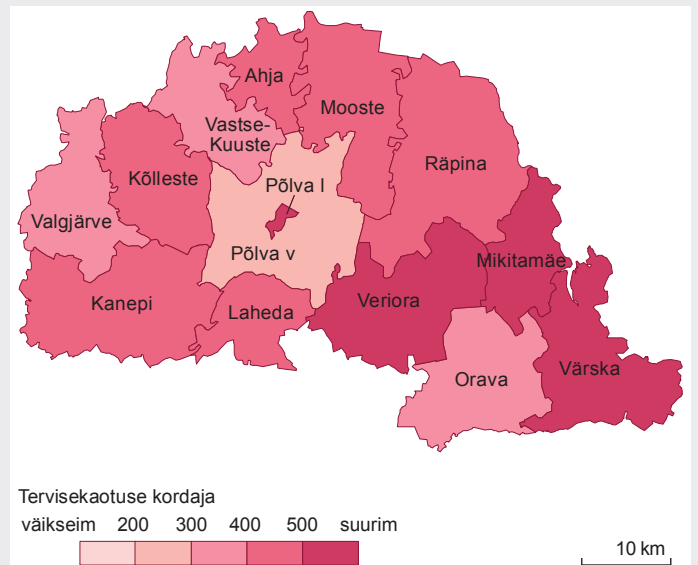 Ahja
Mooste
Vastse-
Kuuste
Räpina
Kõlleste
Põlva l
Valgjärve
Põlva v
Mikitamäe
Kanepi
Laheda
Veriora
Orava
Värska
Tervisekaotuse kordaja
väikseim 200 300 400 500 suurim
10 km